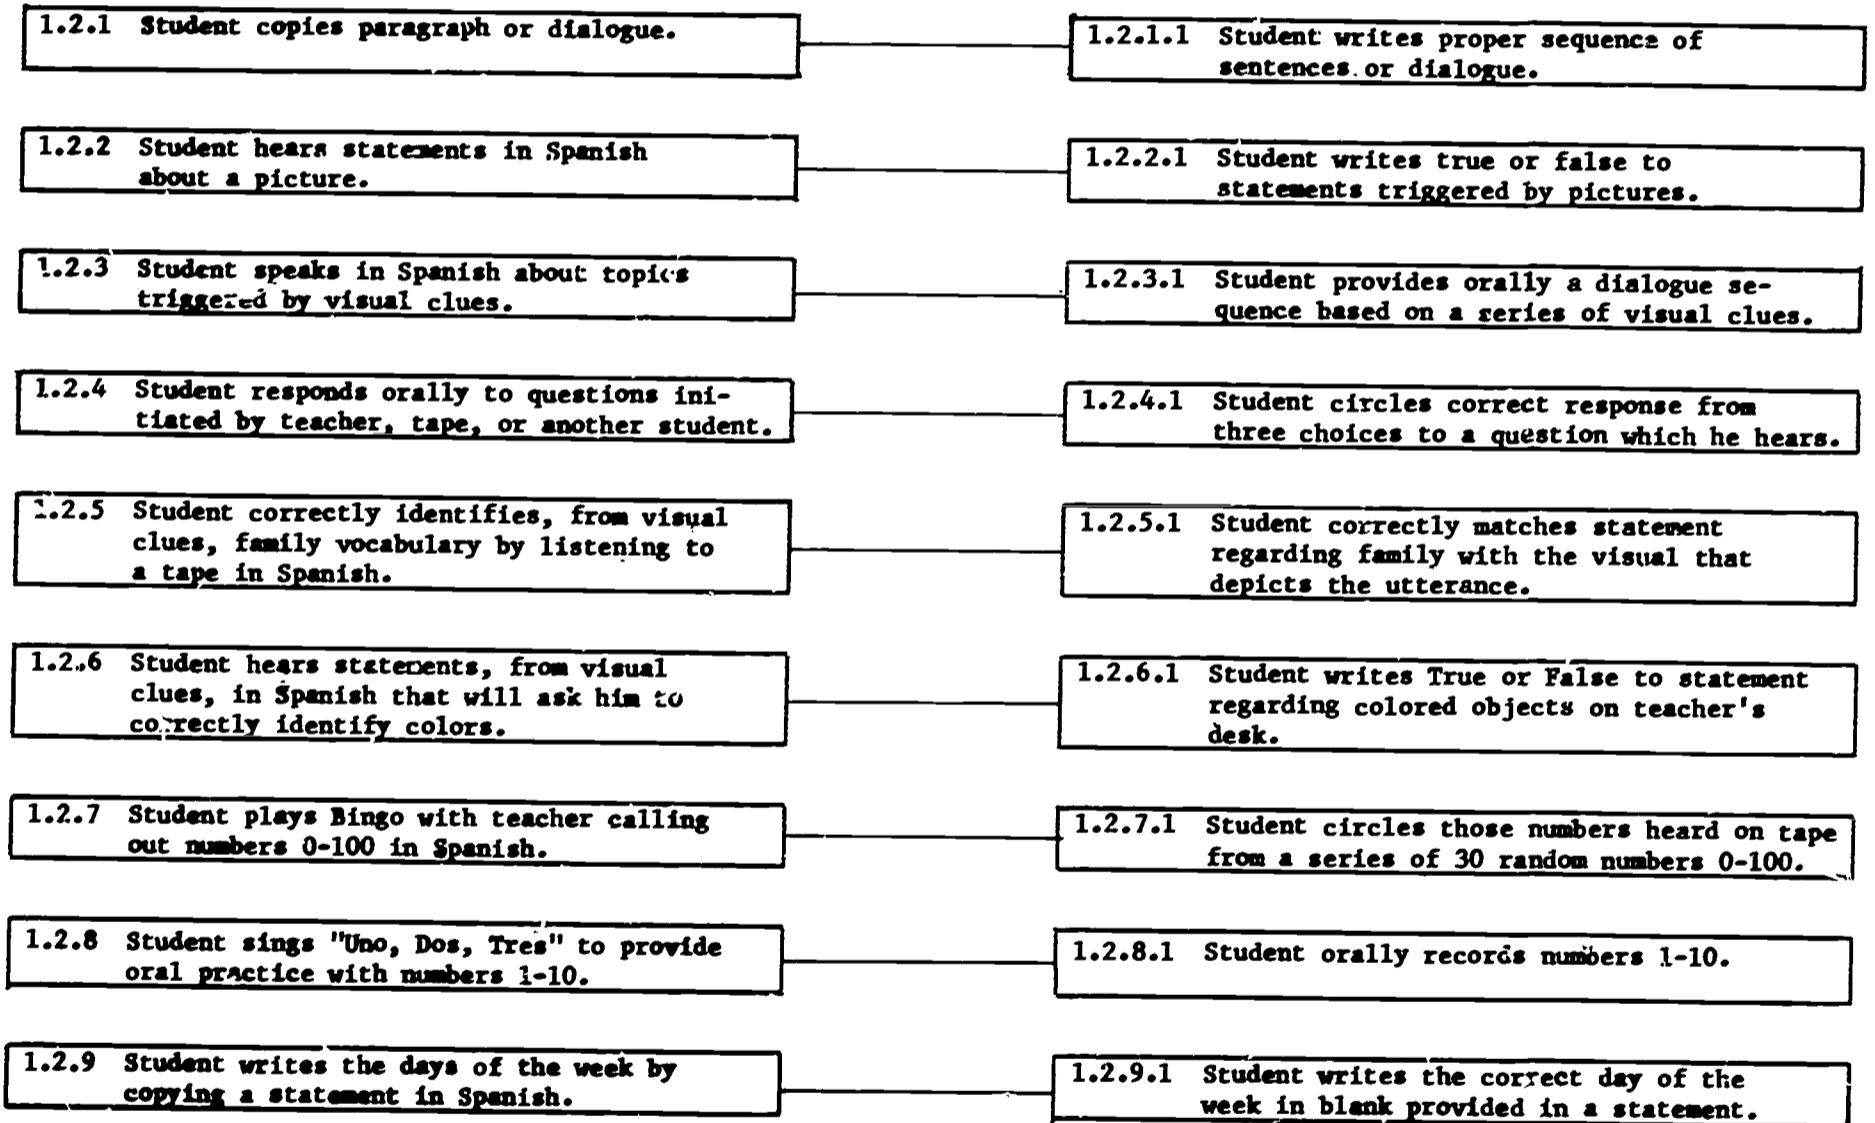 1.2.1 Student copies paragraph or dialogue.
1.2.1.1 Student writes proper sequence of
sentences or dialogue.
1.2.2 Student hears statements in Spanish
about a picture.
1.2.2.1 Student writes true or false to
statements triggered by pictures.
1.2.3 Student speaks in Spanish about topics
triggered by visual clues.
1.2.3.1 Student provides orally a dialogue se-
quence based on a series of visual clues.
1.2.4 Student responds orally to questions ini-
tiated by teacher, tape, or another student.
1.2.4.1 Student circles correct response from
three choices to a question which he hears.
1.2.5 Student correctly identifies, from visual
clues, family vocabulary by listening to
a tape in Spanish.
1.2.5.1 Student correctly matches statement
regarding family with the visual that
depicts the utterance.
1.2.6 Student hears statements, from visual
clues, in Spanish that will ask him to
correctly identify colors.
1.2.6.1 Student writes True or False to statement
regarding colored objects on teacher's
desk.
1.2.7 Student plays Bingo with teacher calling
out numbers 0-100 in Spanish.
1.2.7.1 Student circles those numbers heard on tape
from a series of 30 random numbers 0-100.
1.2.8 Student sings "Uno, Dos, Tres" to provide
oral practice with numbers 1-10.
1.2.8.1 Student orally records numbers 1-10.
1.2.9 Student writes the days of the week by
copying a statement in Spanish.
1.2.9.1 Student writes the correct day of the
week in blank provided in a statement.